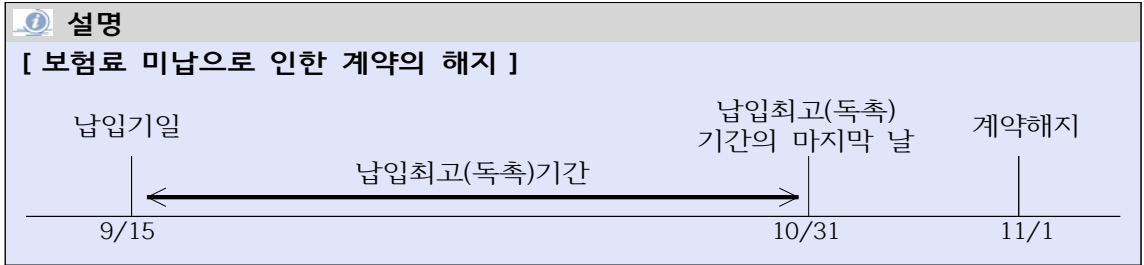 설명
[ 보험료 미납으로 인한 계약의 해지 ]
납입기일
납입최고(독촉)
기간의 마지막 날
계약해지
납입최고(독촉)기간
9/15
10/31
11/1